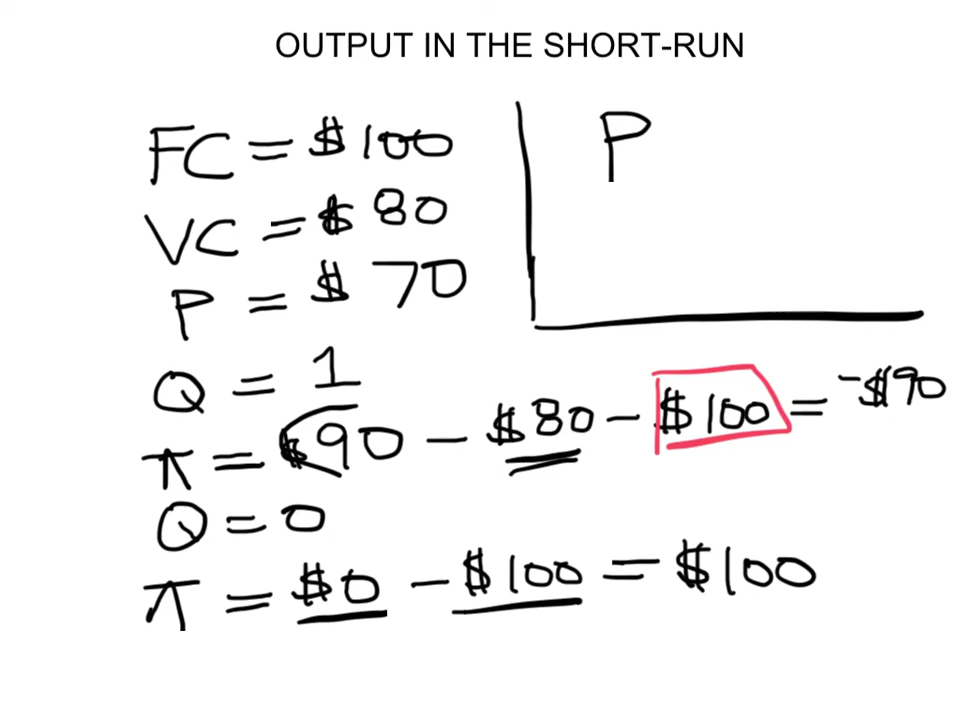 OUTPUT IN THE SHORT-RUN
FC = $100
P
VC = $ 80
P = $ 70
Q = 1
π = $90 - $80 - $100 = -$90
Q = 0
π = $0 - $100 = $100